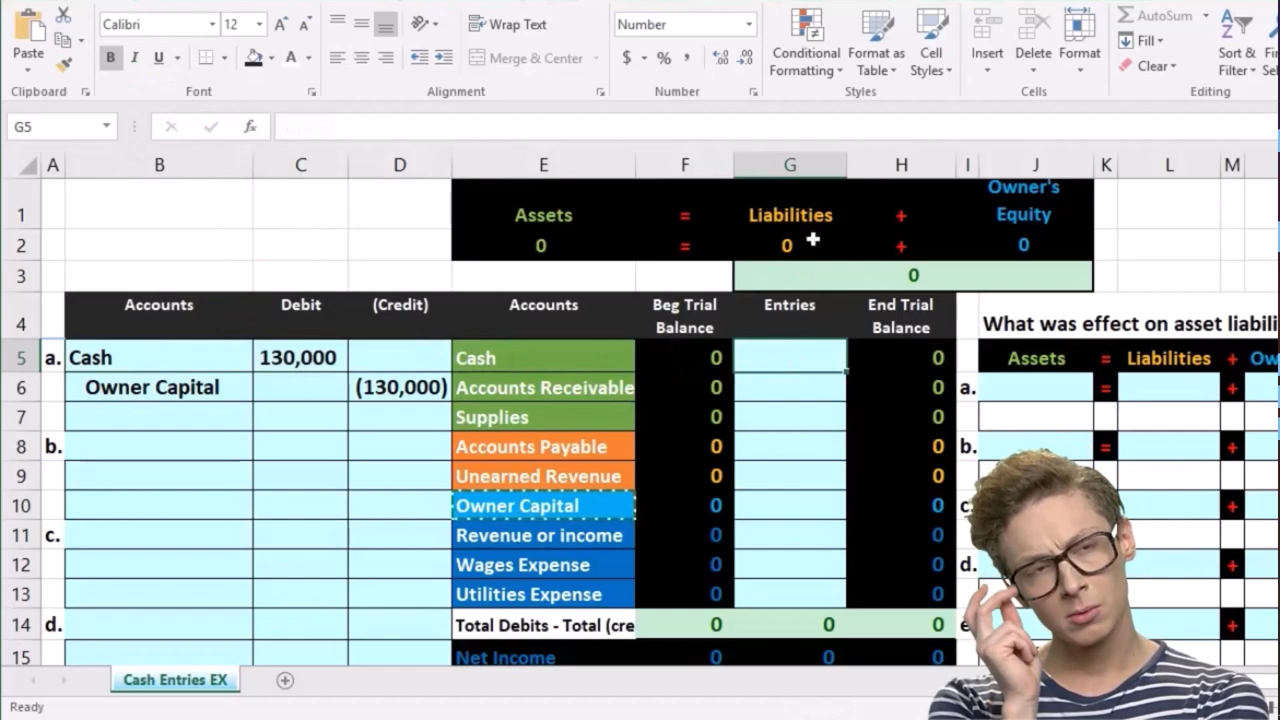 Calibri 12 A A Wrap Text Number AutoSum
Paste B I U A Merge & Center $ % , Conditional Formatting Format as Table Cell Styles Insert Delete Format Fill Clear Sort & Filter
Clipboard Font Alignment Number Styles Cells Editing
G5 fx
A B C D E F G H I J K L M
1 Assets = Liabilities + Owner's Equity
2 0 = 0 + 0
3 0
4 Accounts Debit (Credit) Accounts Beg Trial Balance Entries End Trial Balance What was effect on asset liabili
5 a. Cash 130,000 Cash 0 0 Assets = Liabilities + Ow
6 Owner Capital (130,000) Accounts Receivable 0 0 a. = +
7 Supplies 0 0
8 b. Accounts Payable 0 0 b. = +
9 Unearned Revenue 0 0
10 Owner Capital 0 0 c. +
11 c. Revenue or income 0 0
12 Wages Expense 0 0 d. +
13 Utilities Expense 0 0
14 d. Total Debits - Total (cre 0 0 0 e +
15 Net Income 0 0 0
Cash Entries EX
Ready